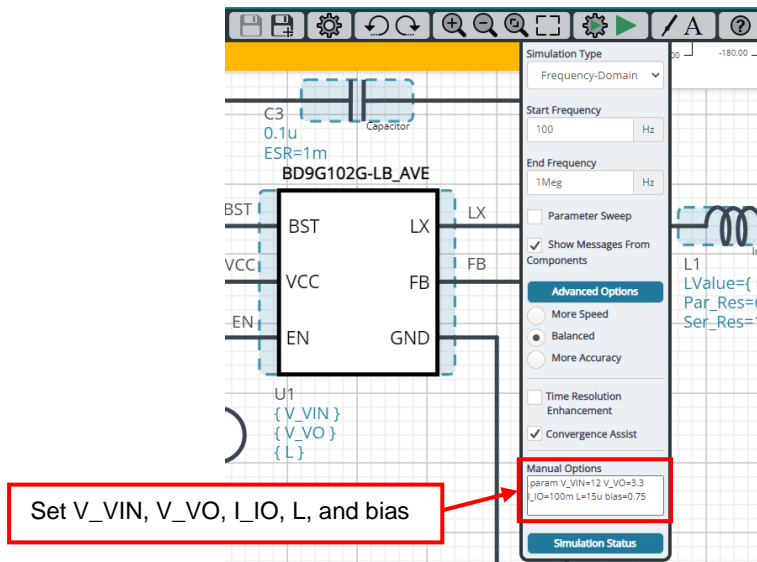 A
?
Simulation Type
Frequency-Domain
-180.00
Start Frequency
100 Hz
End Frequency
1Meg Hz
Parameter Sweep
Show Messages From
Components
Advanced Options
More Speed
Balanced
More Accuracy
Time Resolution
Enhancement
Convergence Assist
Manual Options
.param V_VIN=12 V_VO=3.3
I_IO=100m L=15u bias=0.75
Simulation Status
C3
0.1u
ESR=1m
Capacitor
BD9G102G-LB_AVE
BST
BST
LX
LX
VCC
VCC
FB
FB
EN
EN
GND
U1
{ V_VIN }
{ V_VO }
{ L }
L1
LValue={
Par_Res=
Ser_Res=
Set V_VIN, V_VO, I_IO, L, and bias